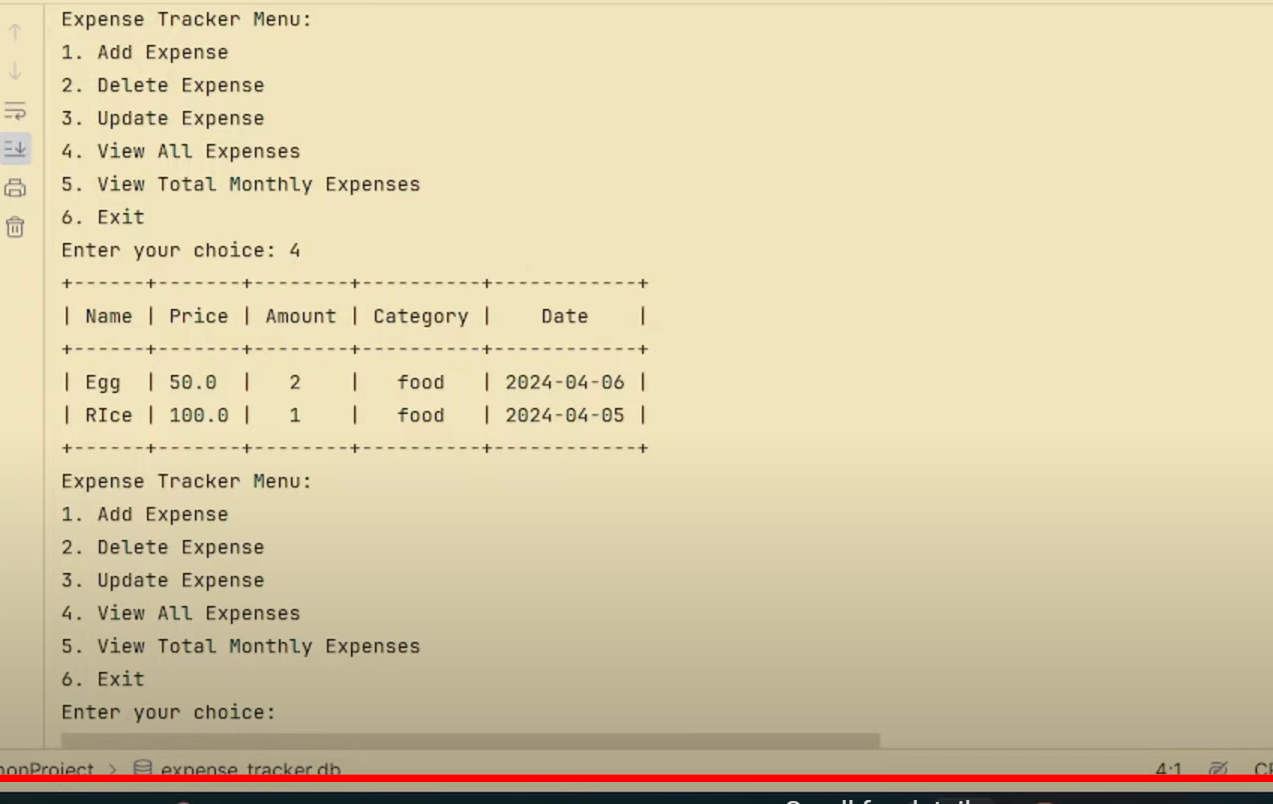 Expense Tracker Menu:
1. Add Expense
2. Delete Expense
3. Update Expense
4. View All Expenses
5. View Total Monthly Expenses
6. Exit
Enter your choice: 4
+------+-------+--------+----------+------------+
| Name | Price | Amount | Category |    Date    |
+------+-------+--------+----------+------------+
| Egg  | 50.0  |   2    |   food   | 2024-04-06 |
| RIce | 100.0 |   1    |   food   | 2024-04-05 |
+------+-------+--------+----------+------------+
Expense Tracker Menu:
1. Add Expense
2. Delete Expense
3. Update Expense
4. View All Expenses
5. View Total Monthly Expenses
6. Exit
Enter your choice:
honProject > expense_tracker.db 4:1